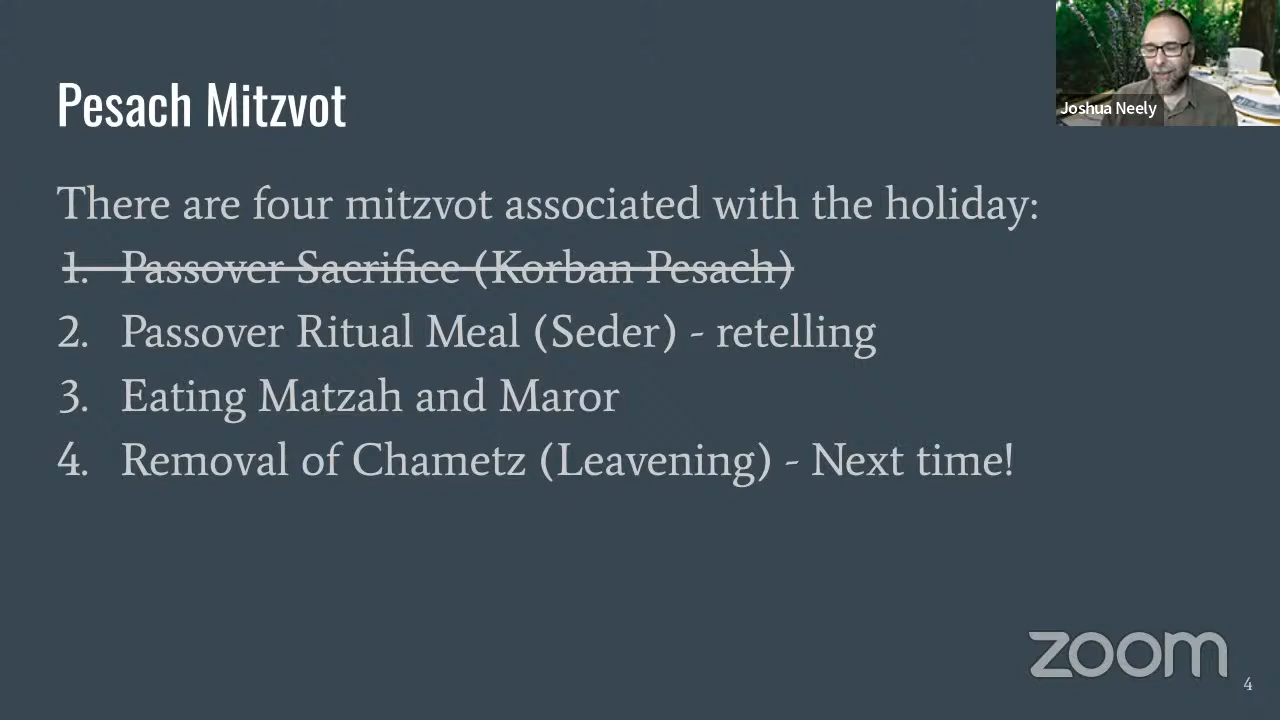 Pesach Mitzvot
Joshua Neely
There are four mitzvot associated with the holiday:
1. Passover Sacrifice (Korban Pesach)
2. Passover Ritual Meal (Seder) - retelling
3. Eating Matzah and Maror
4. Removal of Chametz (Leavening) - Next time!
zoom
4